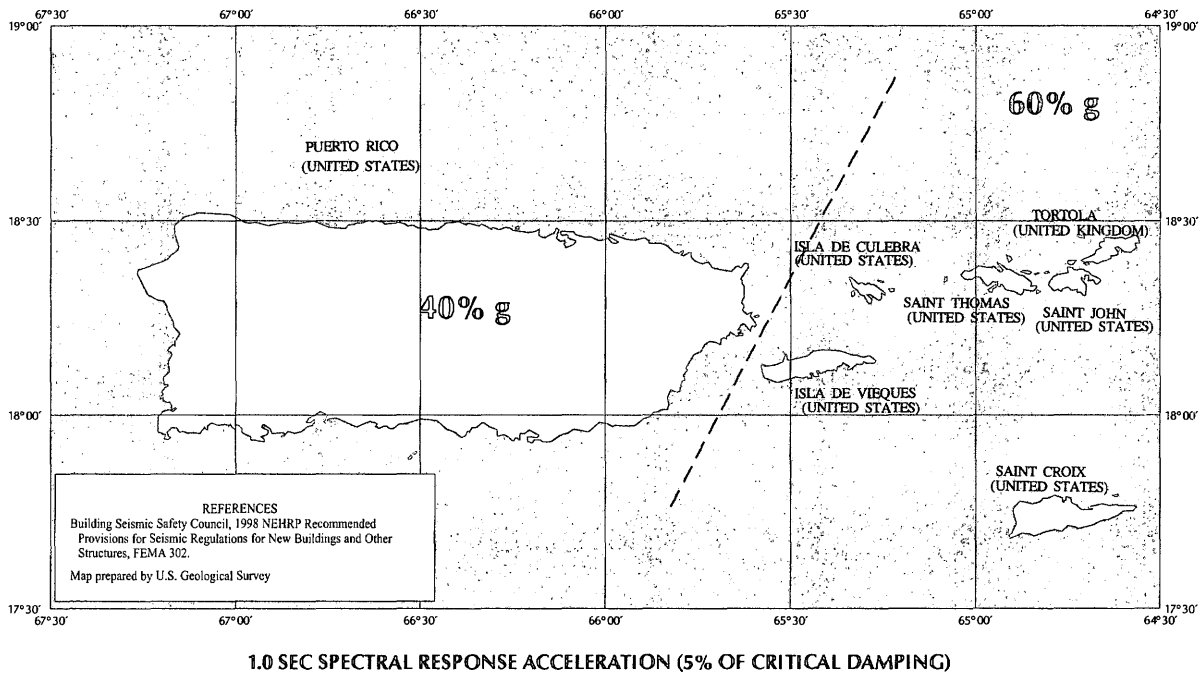 67°30′ 67°00′ 66°30′ 66°00′ 65°30′ 65°00′ 64°30′
19°00′ 19°00′
60% g
PUERTO RICO
(UNITED STATES)
18°30′ 18°30′
TORTOLA
(UNITED KINGDOM)
ISLA DE CULEBRA
(UNITED STATES)
40% g
SAINT THOMAS
(UNITED STATES)
SAINT JOHN
(UNITED STATES)
ISLA DE VIEQUES
(UNITED STATES)
18°00′ 18°00′
SAINT CROIX
(UNITED STATES)
REFERENCES
Building Seismic Safety Council, 1998 NEHRP Recommended
Provisions for Seismic Regulations for New Buildings and Other
Structures, FEMA 302.
Map prepared by U.S. Geological Survey
17°30′ 17°30′
67°30′ 67°00′ 66°30′ 66°00′ 65°30′ 65°00′ 64°30′
1.0 SEC SPECTRAL RESPONSE ACCELERATION (5% OF CRITICAL DAMPING)